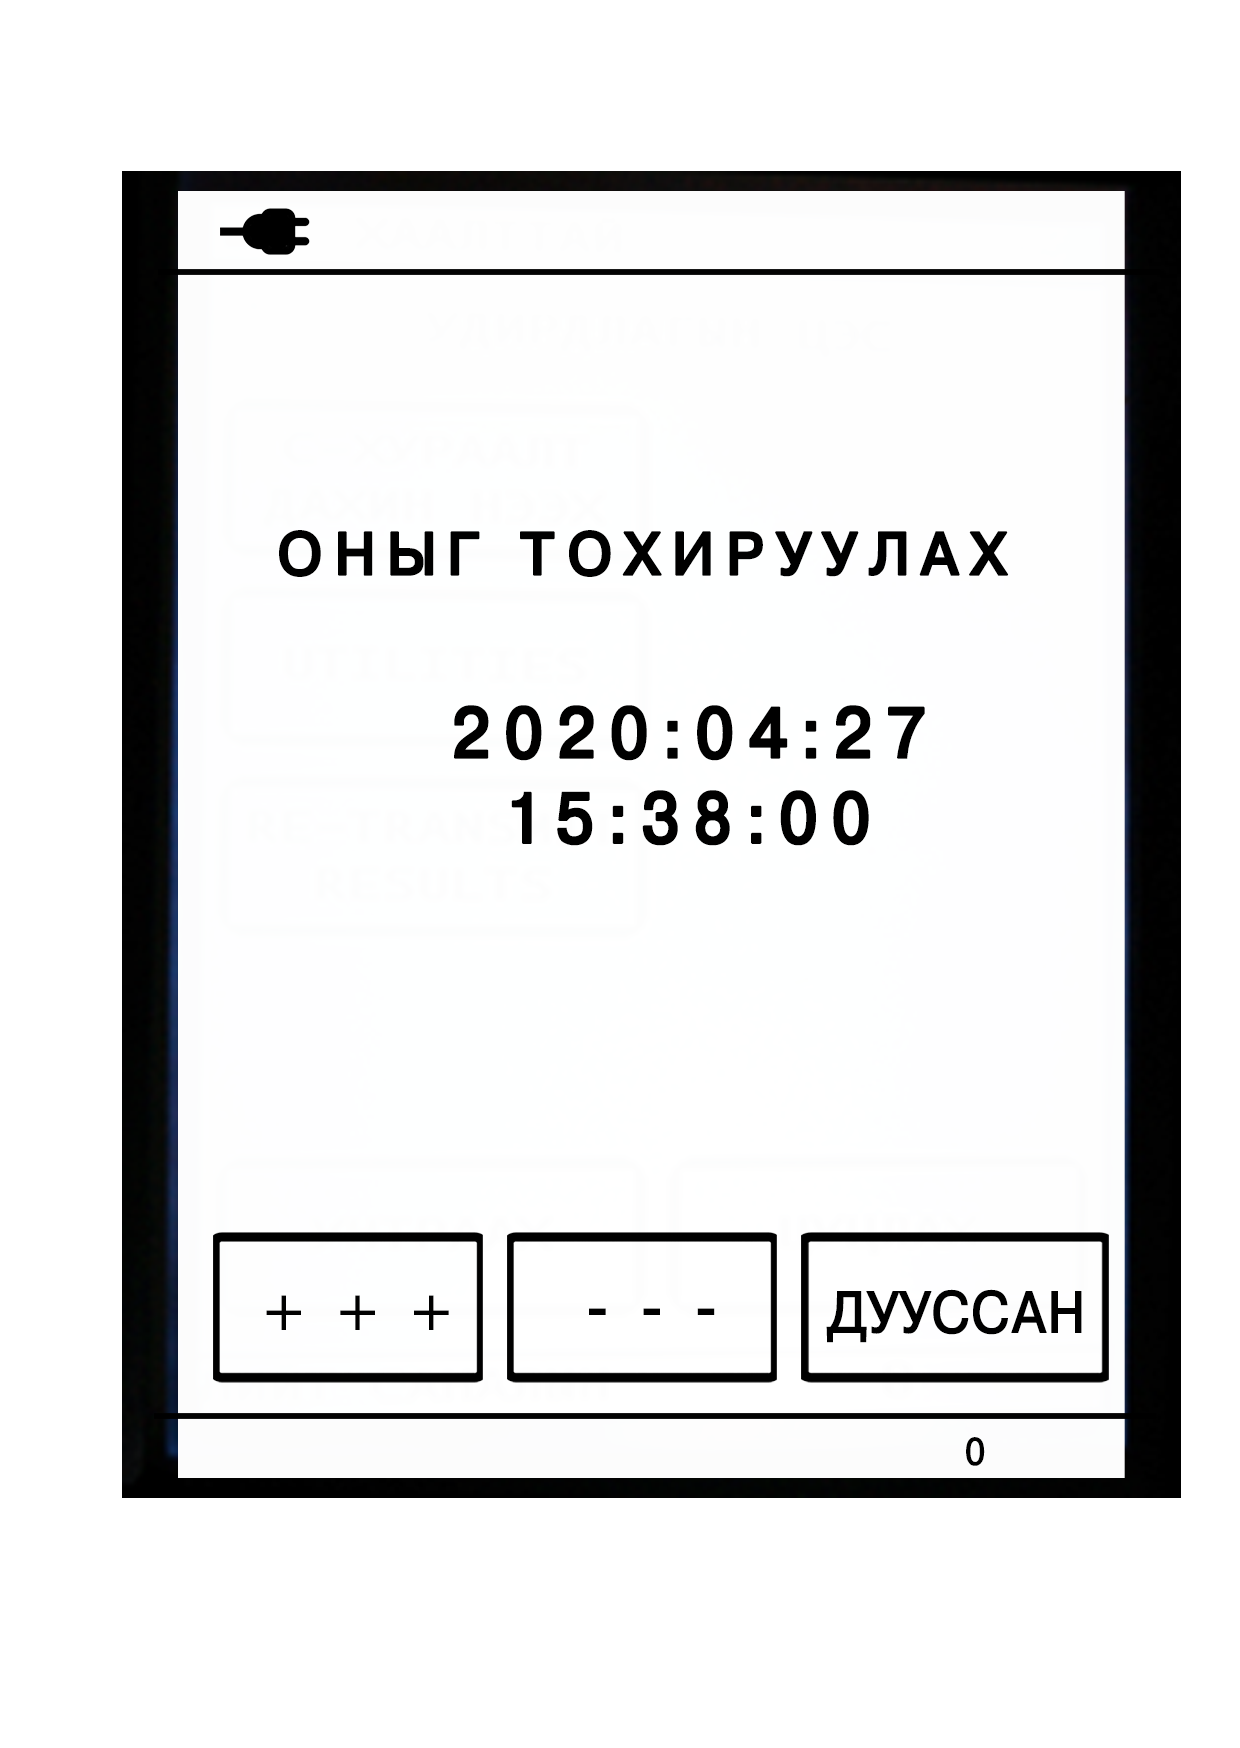 ОНЫГ ТОХИРУУЛАХ
2020:04:27
15:38:00
+ + +
- - -
ДУУССАН
0